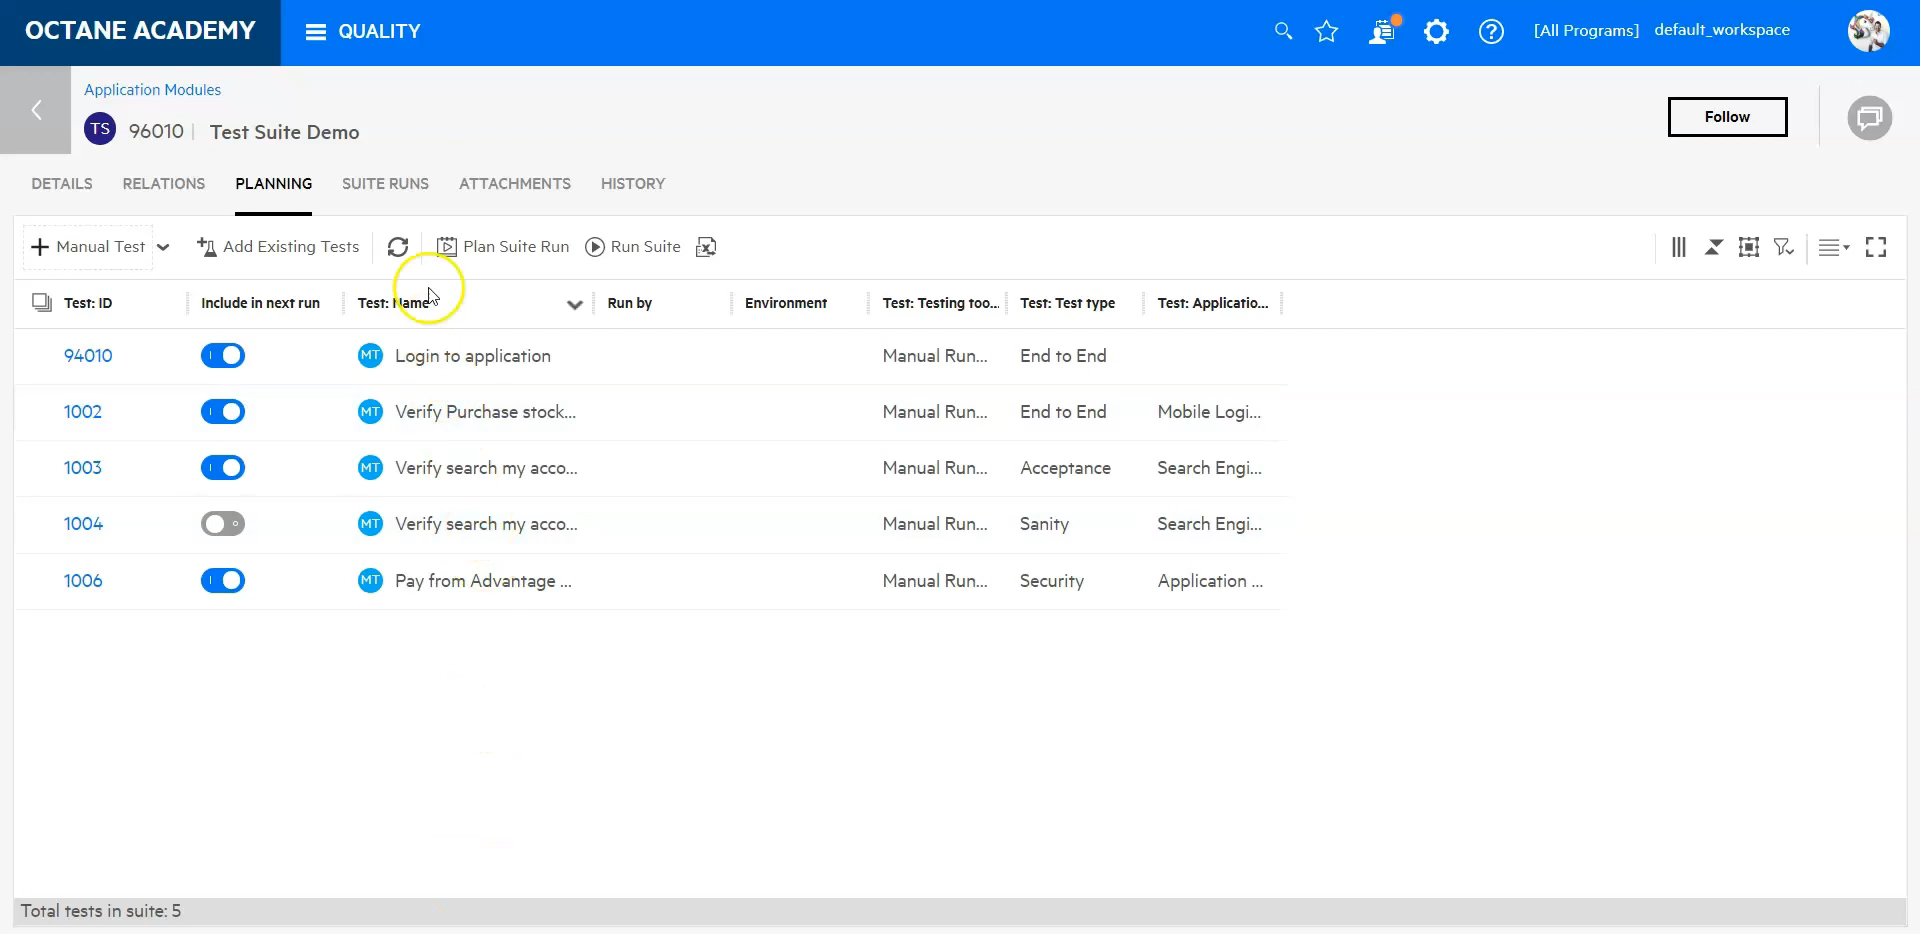 OCTANE ACADEMY QUALITY [All Programs] default_workspace
Application Modules
TS 96010 Test Suite Demo Follow
DETAILS RELATIONS PLANNING SUITE RUNS ATTACHMENTS HISTORY
+ Manual Test Add Existing Tests Plan Suite Run Run Suite
Test: ID Include in next run Test: Name Run by Environment Test: Testing too... Test: Test type Test: Applicatio...
94010 MT Login to application Manual Run... End to End
1002 MT Verify Purchase stock... Manual Run... End to End Mobile Logi...
1003 MT Verify search my acco... Manual Run... Acceptance Search Engi...
1004 MT Verify search my acco... Manual Run... Sanity Search Engi...
1006 MT Pay from Advantage ... Manual Run... Security Application ...
Total tests in suite: 5